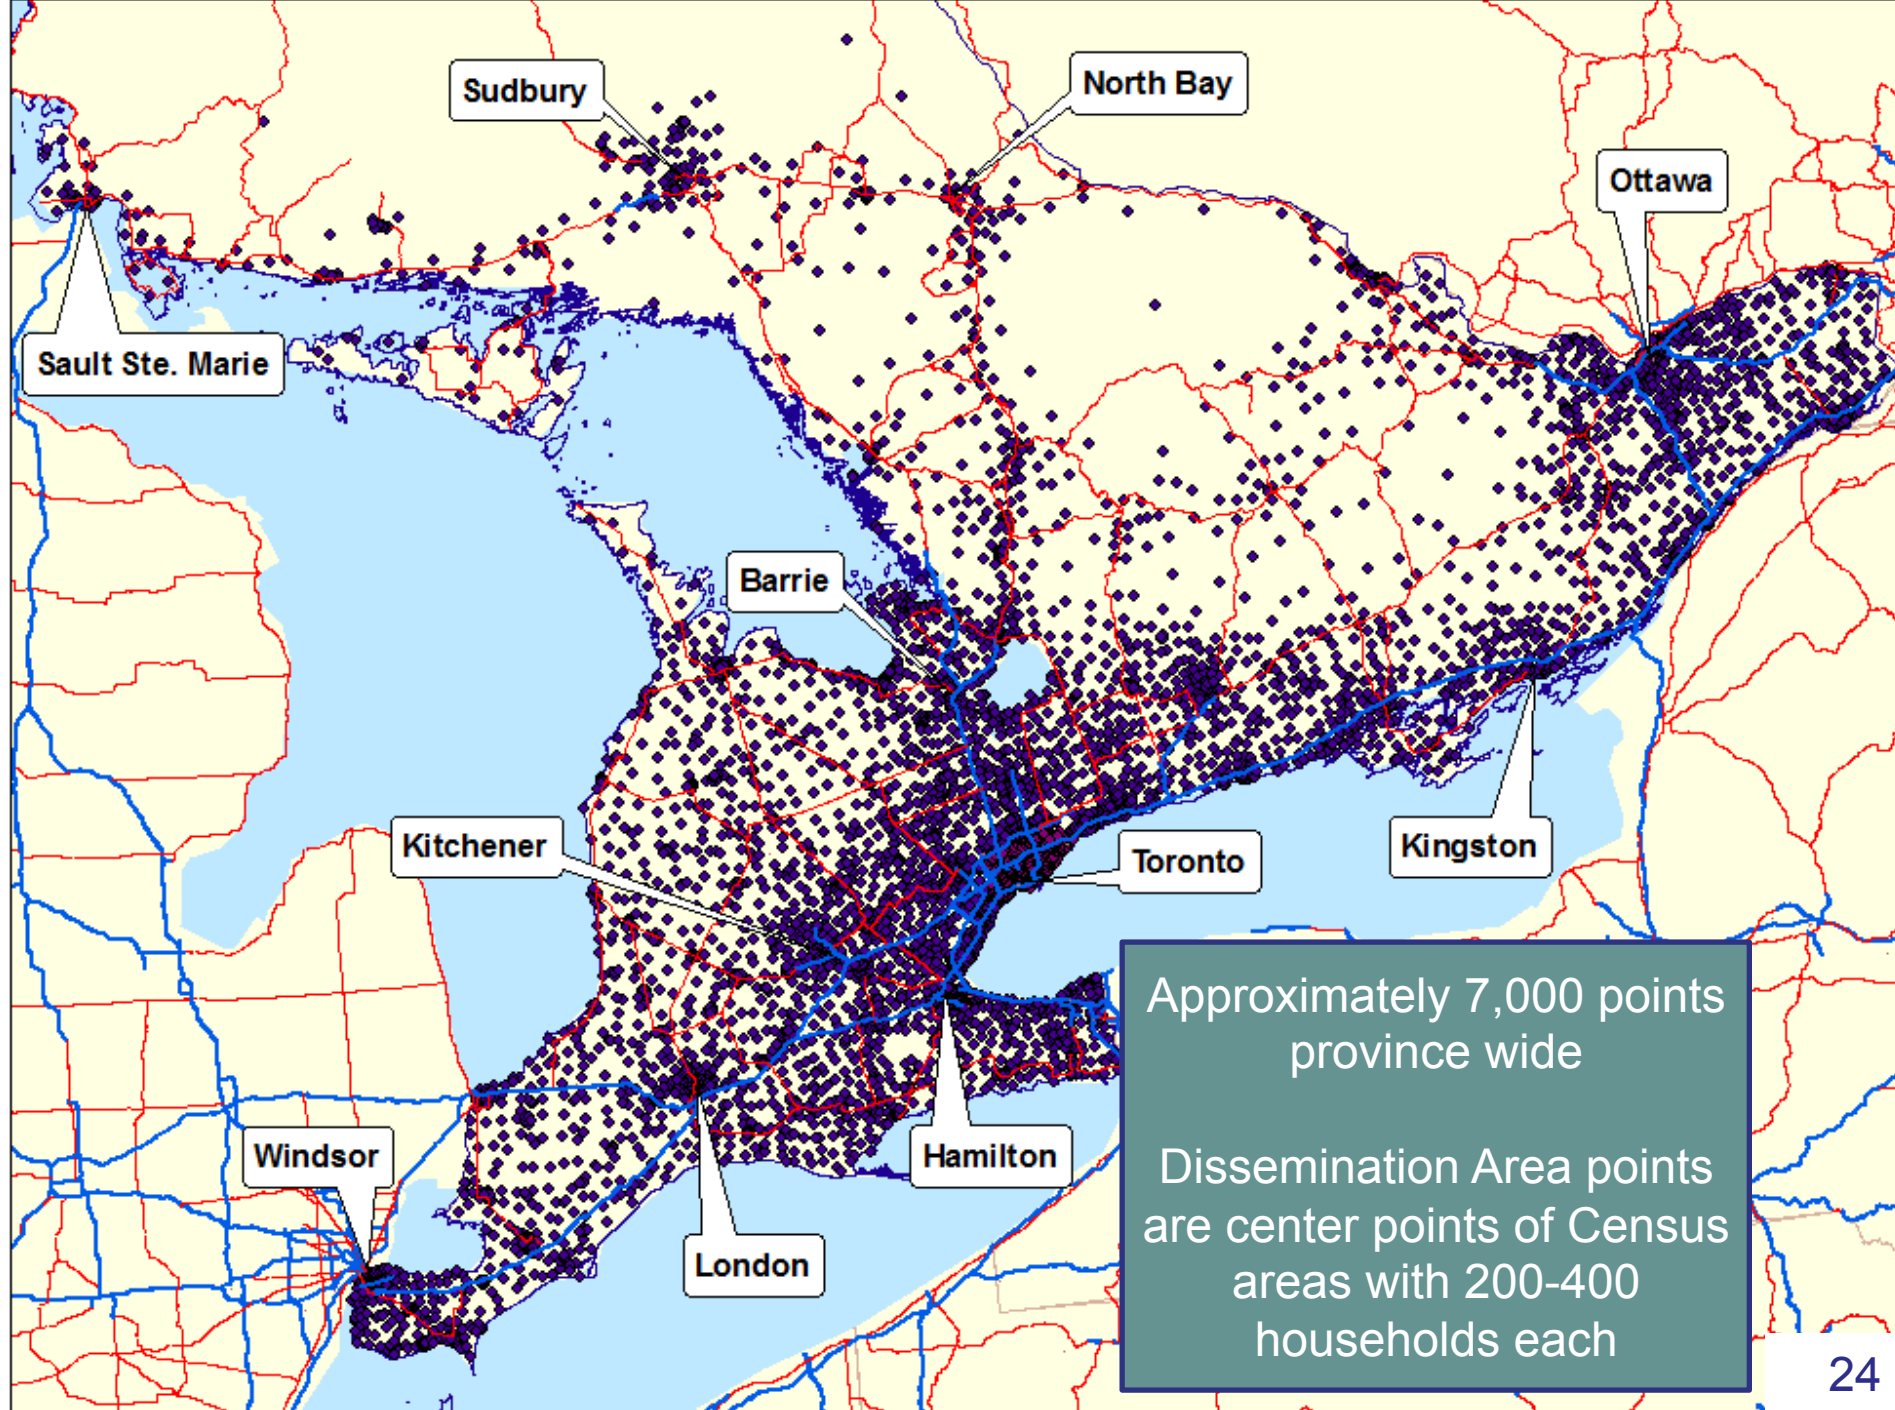 Sudbury
North Bay
Ottawa
Sault Ste. Marie
Barrie
Kitchener
Toronto
Kingston
Windsor
Hamilton
London
Approximately 7,000 points
province wide
Dissemination Area points
are center points of Census
areas with 200-400
households each
24